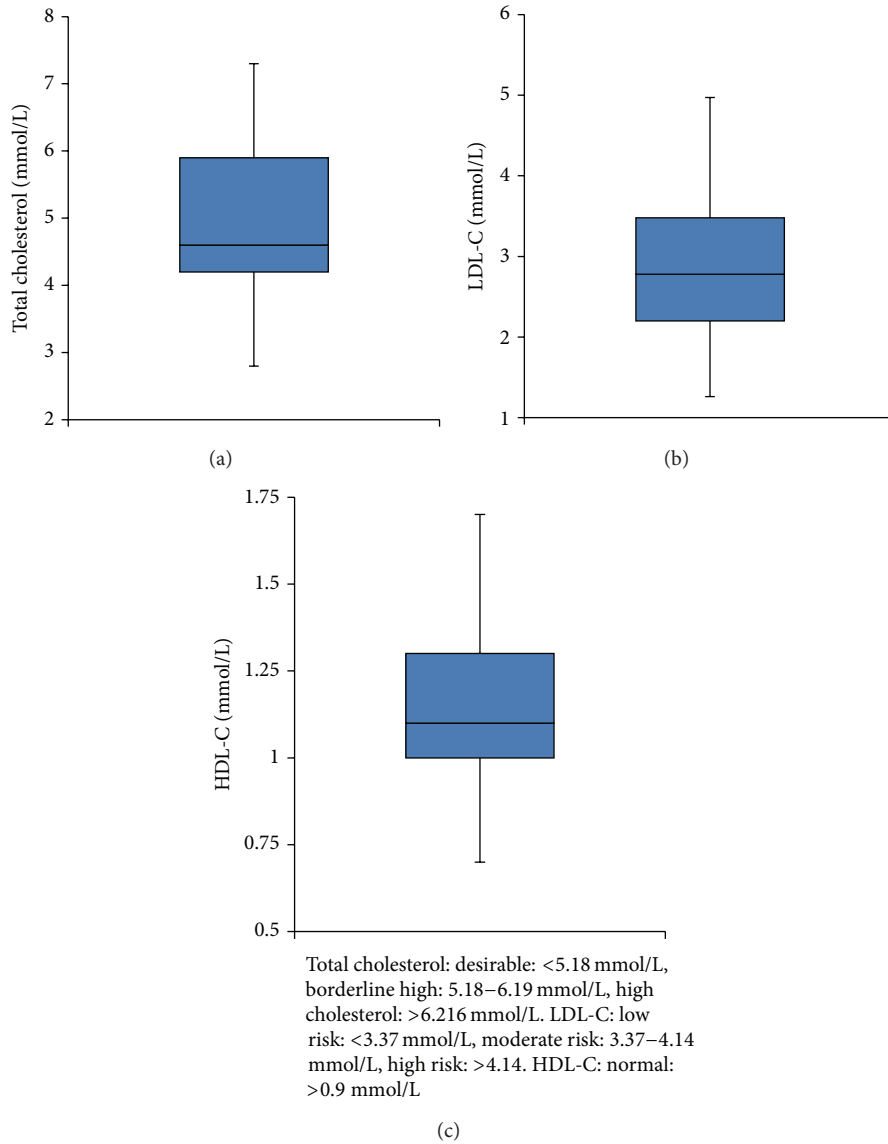 8
7
6
5
4
3
2
Total cholesterol (mmol/L)
(a)
6
5
4
3
2
1
LDL-C (mmol/L)
(b)
1.75
1.5
1.25
1
0.75
0.5
HDL-C (mmol/L)
Total cholesterol: desirable: <5.18 mmol/L,
borderline high: 5.18–6.19 mmol/L, high
cholesterol: >6.216 mmol/L. LDL-C: low
risk: <3.37 mmol/L, moderate risk: 3.37–4.14
mmol/L, high risk: >4.14. HDL-C: normal:
>0.9 mmol/L
(c)